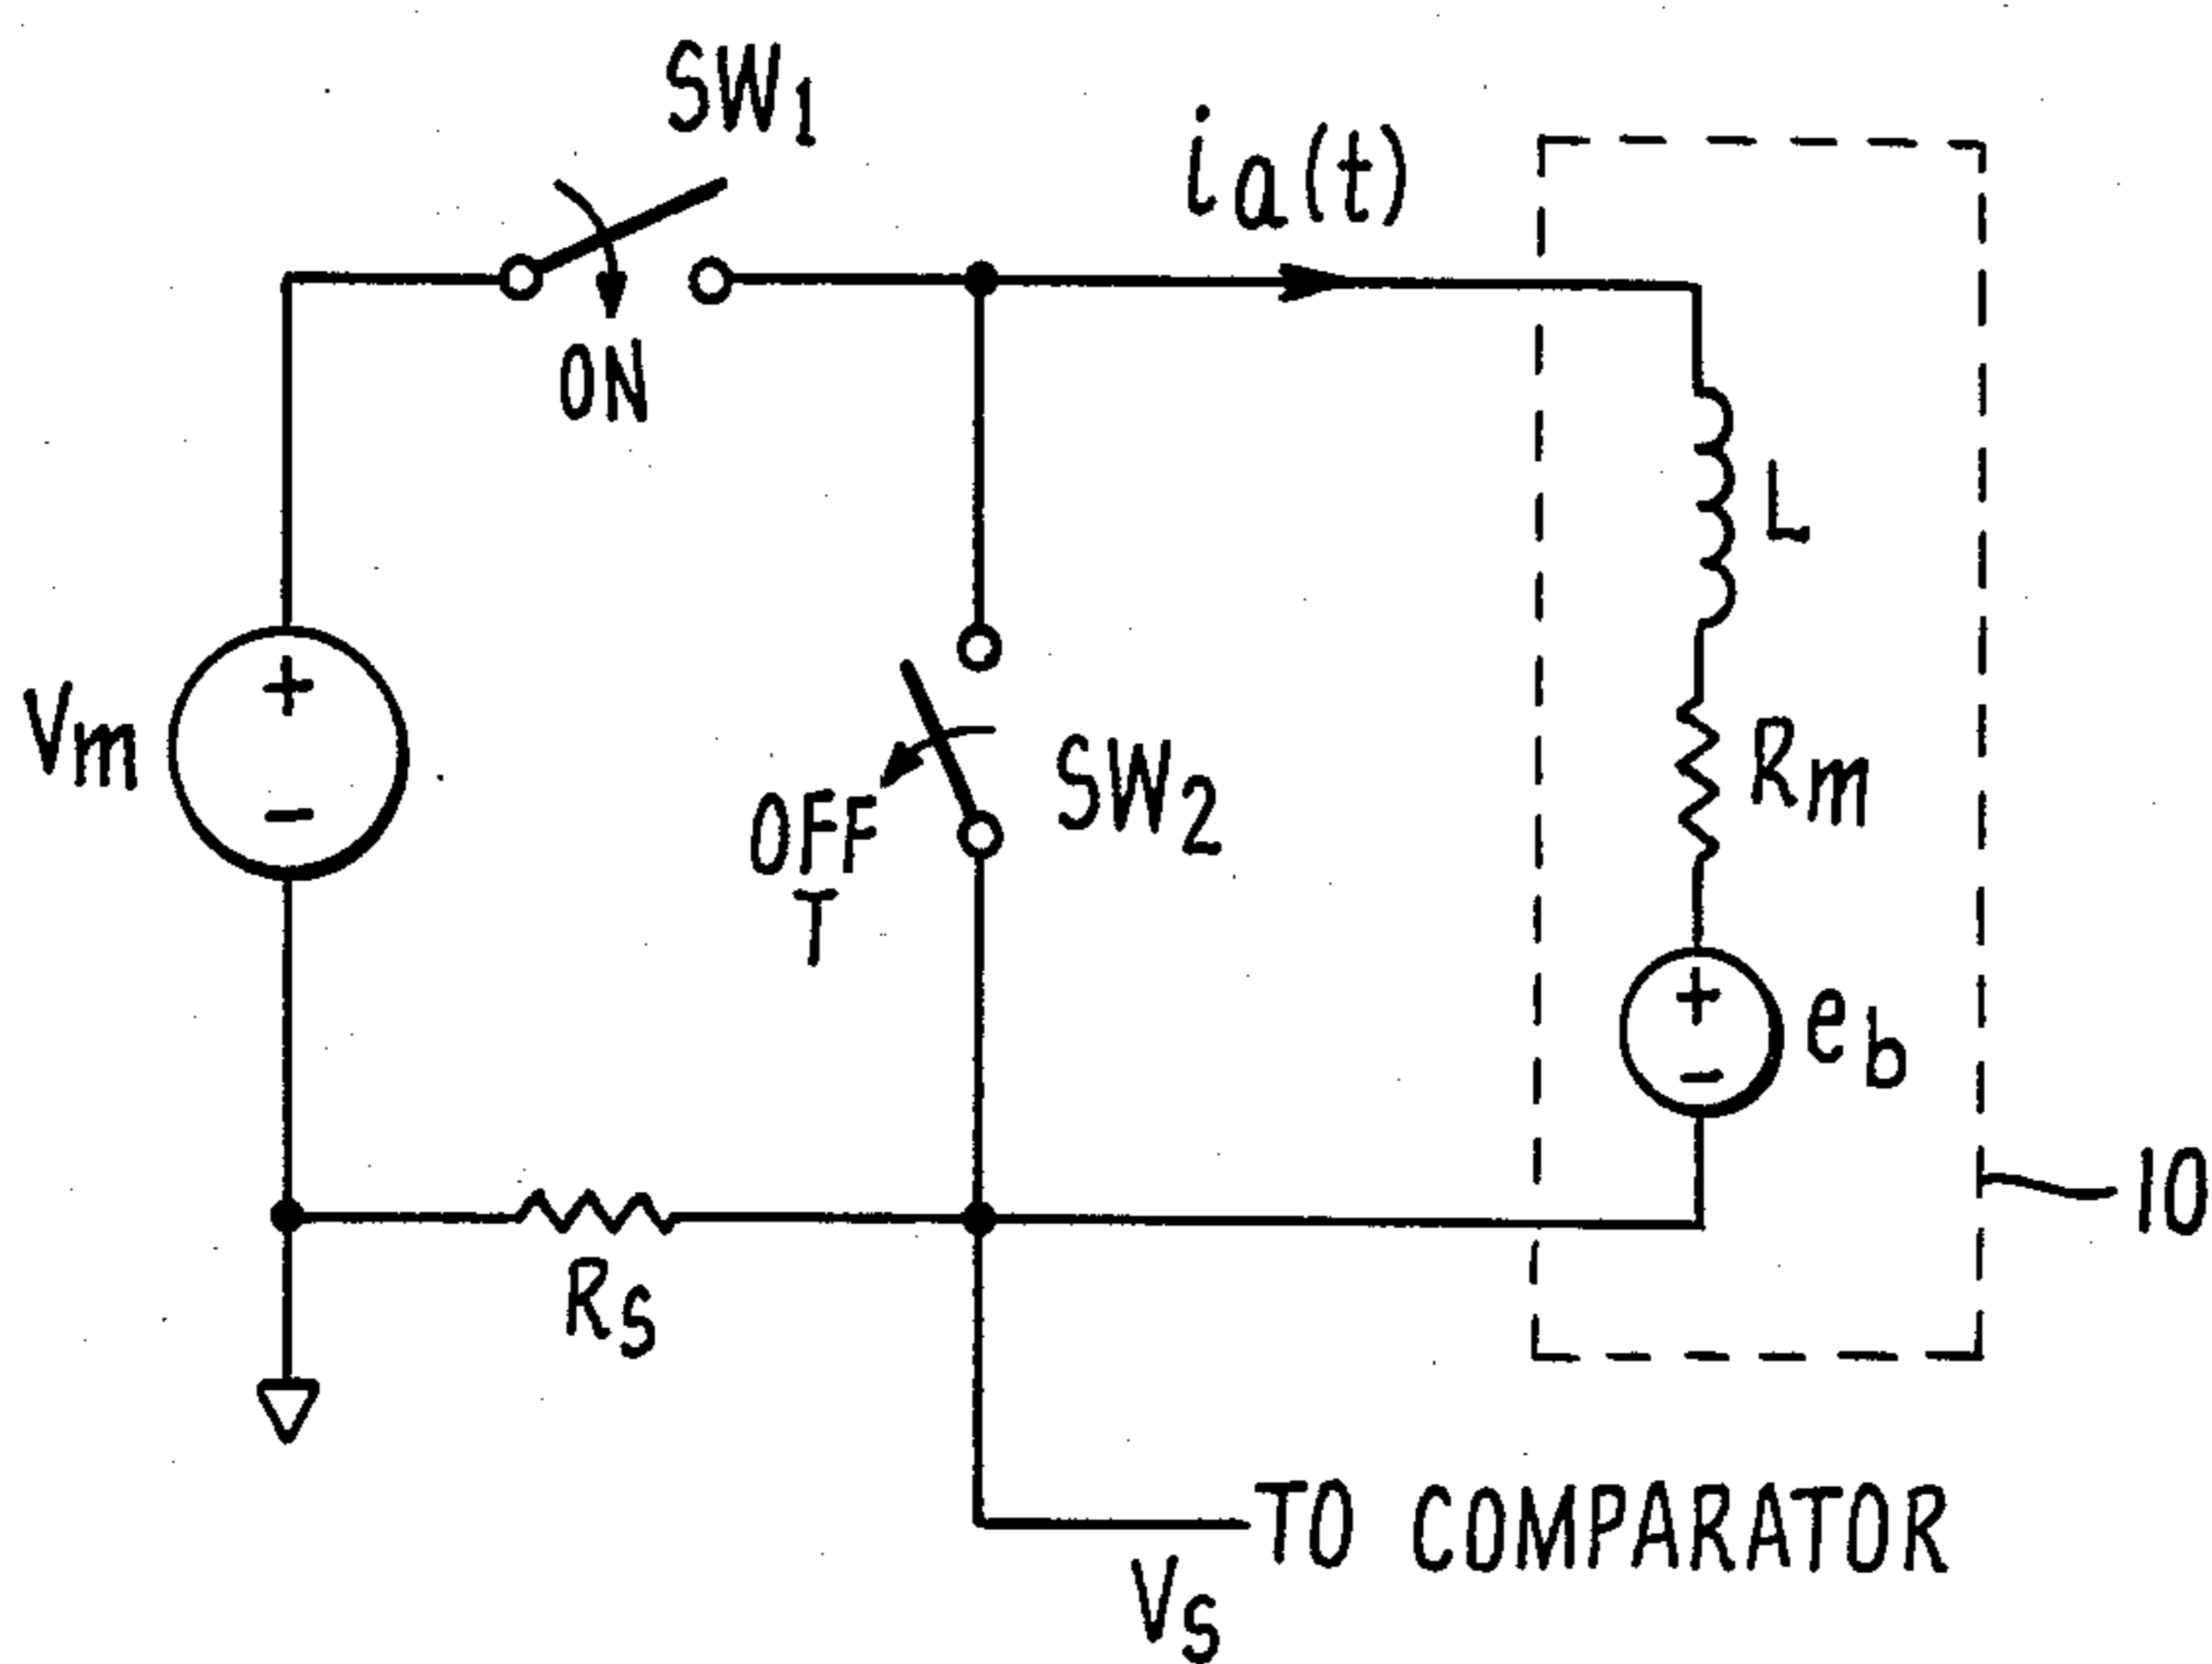 SW1
ia(t)
ON
L
Vm
+
−
Rm
SW2
OFF
T
+
−
eb
10
Rs
TO COMPARATOR
Vs